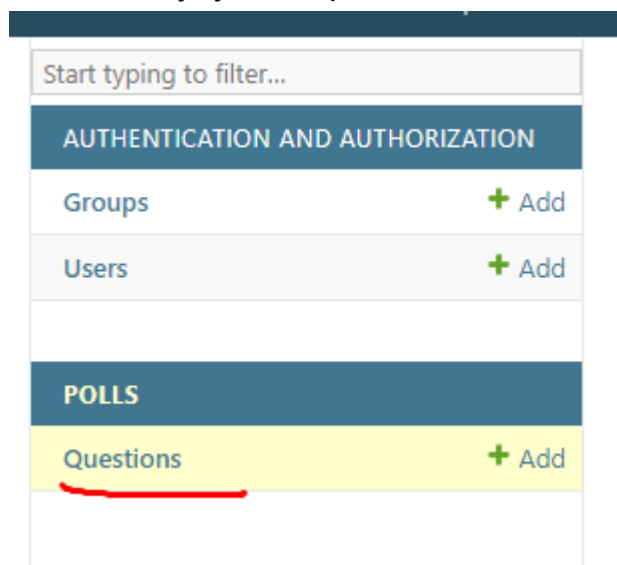 Start typing to filter...
AUTHENTICATION AND AUTHORIZATION
Groups + Add
Users + Add
POLLS
Questions + Add